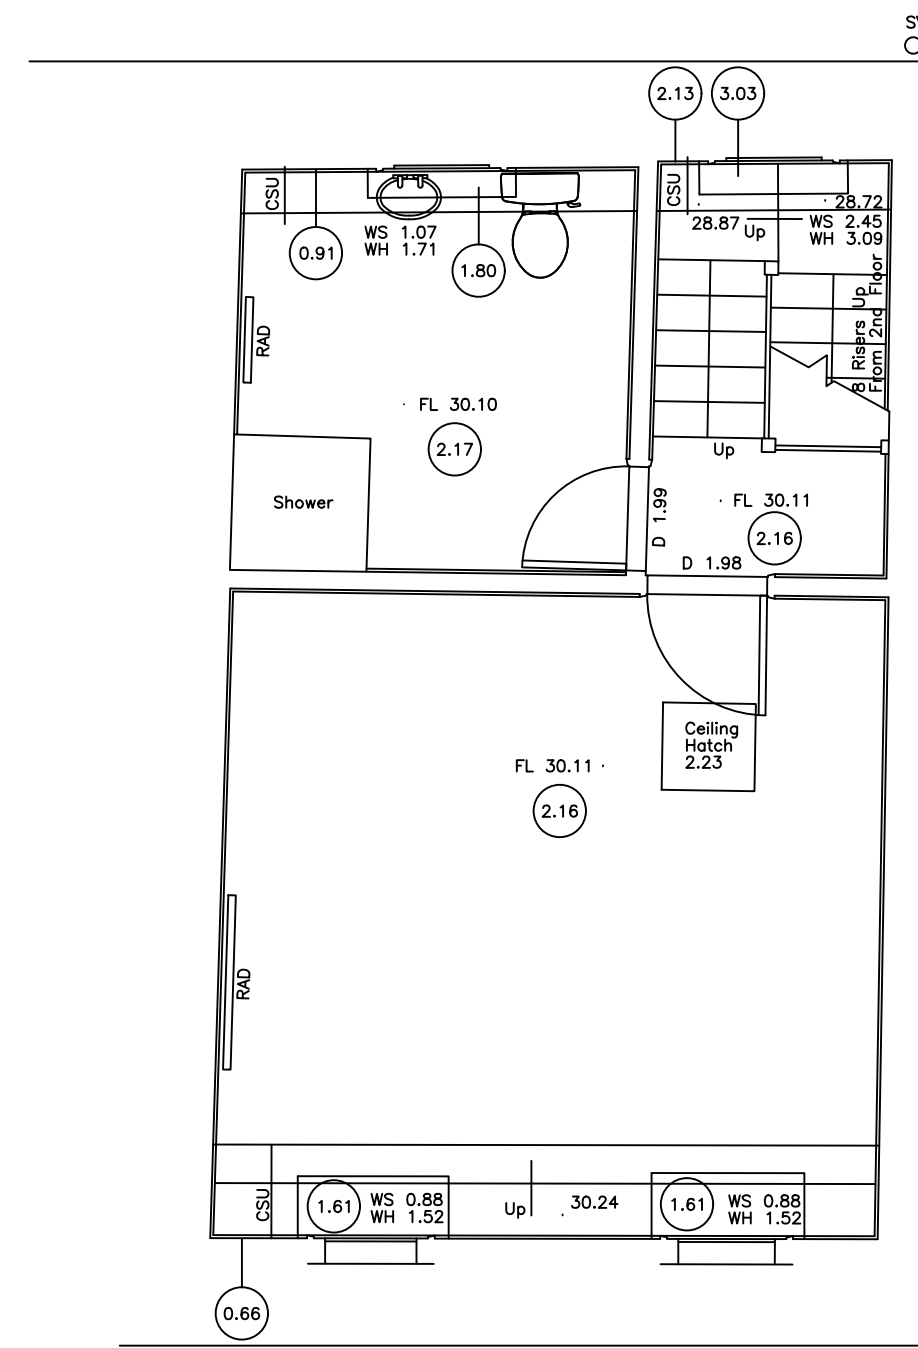 2.13
3.03
CSU
CSU
28.72
28.87
Up
WS 2.45
WH 3.09
WS 1.07
WH 1.71
0.91
1.80
RAD
8 Risers Up
From 2nd Floor
FL 30.10
2.17
Up
Shower
D 1.99
FL 30.11
2.16
D 1.98
Ceiling
Hatch
2.23
FL 30.11
2.16
RAD
CSU
1.61
WS 0.88
WH 1.52
Up
30.24
1.61
WS 0.88
WH 1.52
0.66